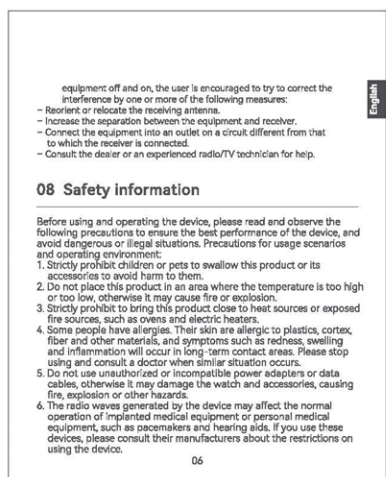 equipment off and on, the user is encouraged to try to correct the
interference by one or more of the following measures:
– Reorient or relocate the receiving antenna.
– Increase the separation between the equipment and receiver.
– Connect the equipment into an outlet on a circuit different from that
to which the receiver is connected.
– Consult the dealer or an experienced radio/TV technician for help.
English
08 Safety information
Before using and operating the device, please read and observe the
following precautions to ensure the best performance of the device, and
avoid dangerous or illegal situations. Precautions for usage scenarios
and operating environment:
1. Strictly prohibit children or pets to swallow this product or its
accessories to avoid harm to them.
2. Do not place this product in an area where the temperature is too high
or too low, otherwise it may cause fire or explosion.
3. Strictly prohibit to bring this product close to heat sources or exposed
fire sources, such as ovens and electric heaters.
4. Some people have allergies. Their skin are allergic to plastics, cortex,
fiber and other materials, and symptoms such as redness, swelling
and inflammation will occur in long-term contact areas. Please stop
using and consult a doctor when similar situation occurs.
5. Do not use unauthorized or incompatible power adapters or data
cables, otherwise it may damage the watch and accessories, causing
fire, explosion or other hazards.
6. The radio waves generated by the device may affect the normal
operation of implanted medical equipment or personal medical
equipment, such as pacemakers and hearing aids. If you use these
devices, please consult their manufacturers about the restrictions on
using the device.
06